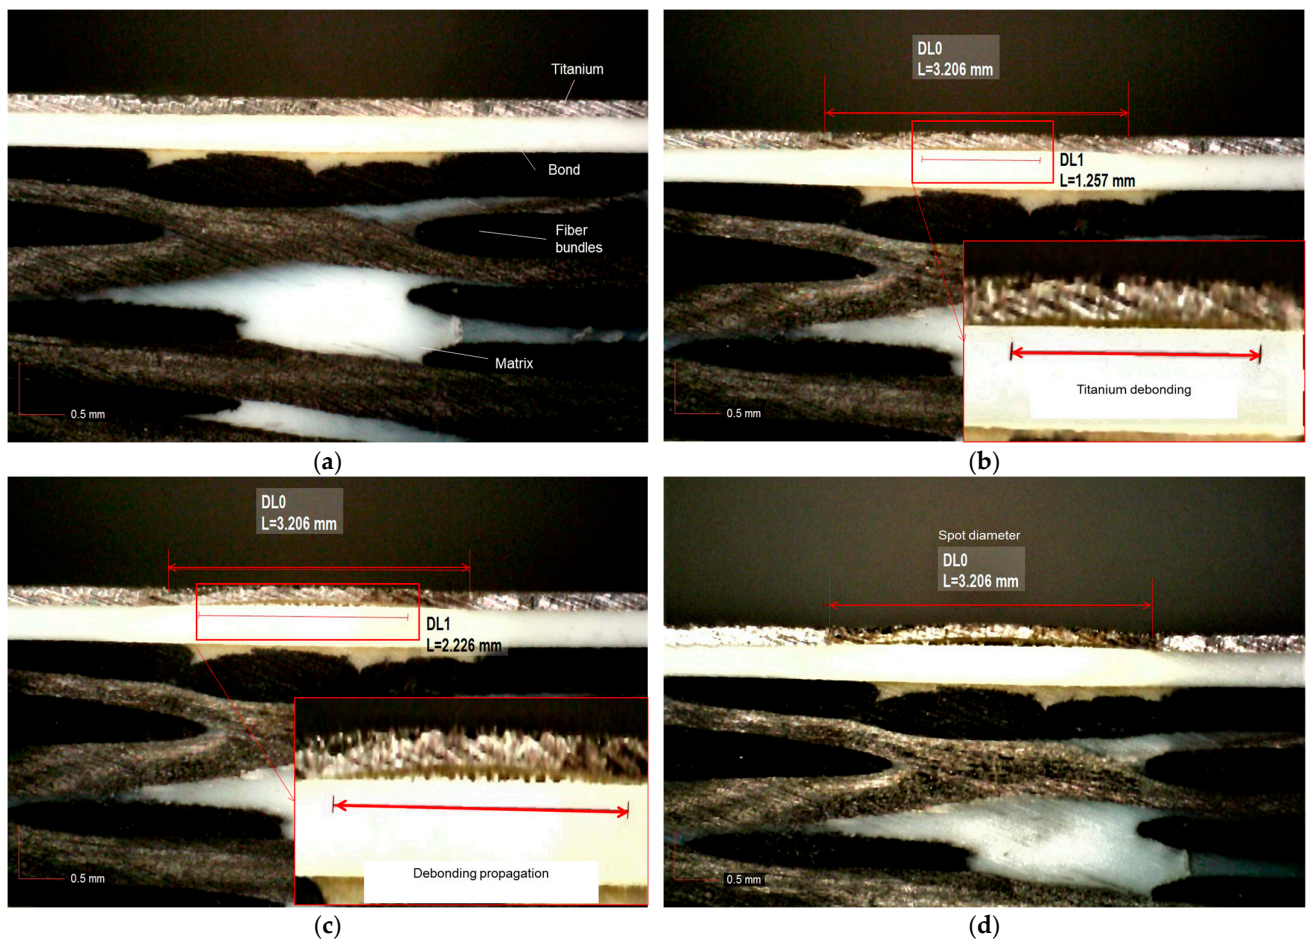 Titanium
Bond
Fiber
bundles
Matrix
0.5 mm
(a)
DL0
L=3.206 mm
DL1
L=1.257 mm
Titanium debonding
0.5 mm
(b)
DL0
L=3.206 mm
DL1
L=2.226 mm
Debonding propagation
0.5 mm
(c)
Spot diameter
DL0
L=3.206 mm
0.5 mm
(d)